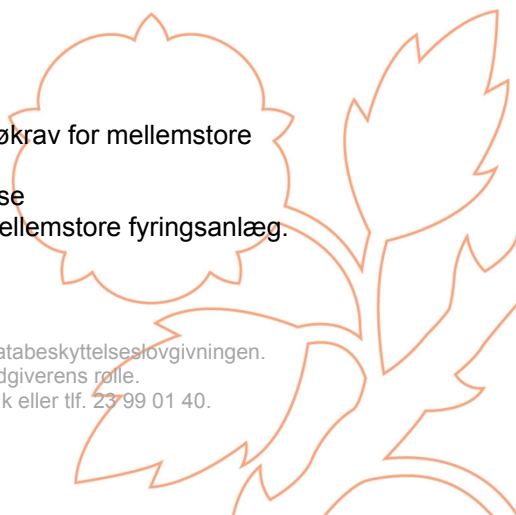 økrav for mellemstore
se
ellemstore fyringsanlæg.
atabeskyttelseslovgivningen.
dgiverens rolle.
k eller tlf. 23 99 01 40.